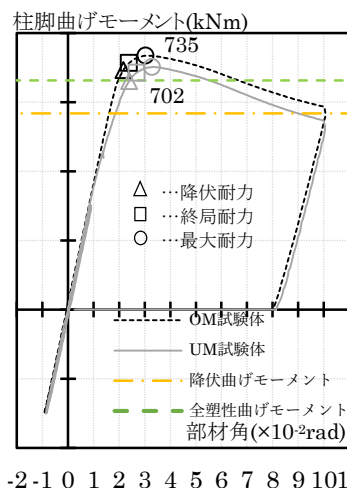 柱脚曲げモーメント(kNm)
735
702
…降伏耐力
…終局耐力
…最大耐力
OM試験体
UM試験体
降伏曲げモーメント
全塑性曲げモーメント
部材角(×10-2rad)
-2 -1 0 1 2 3 4 5 6 7 8 9 101